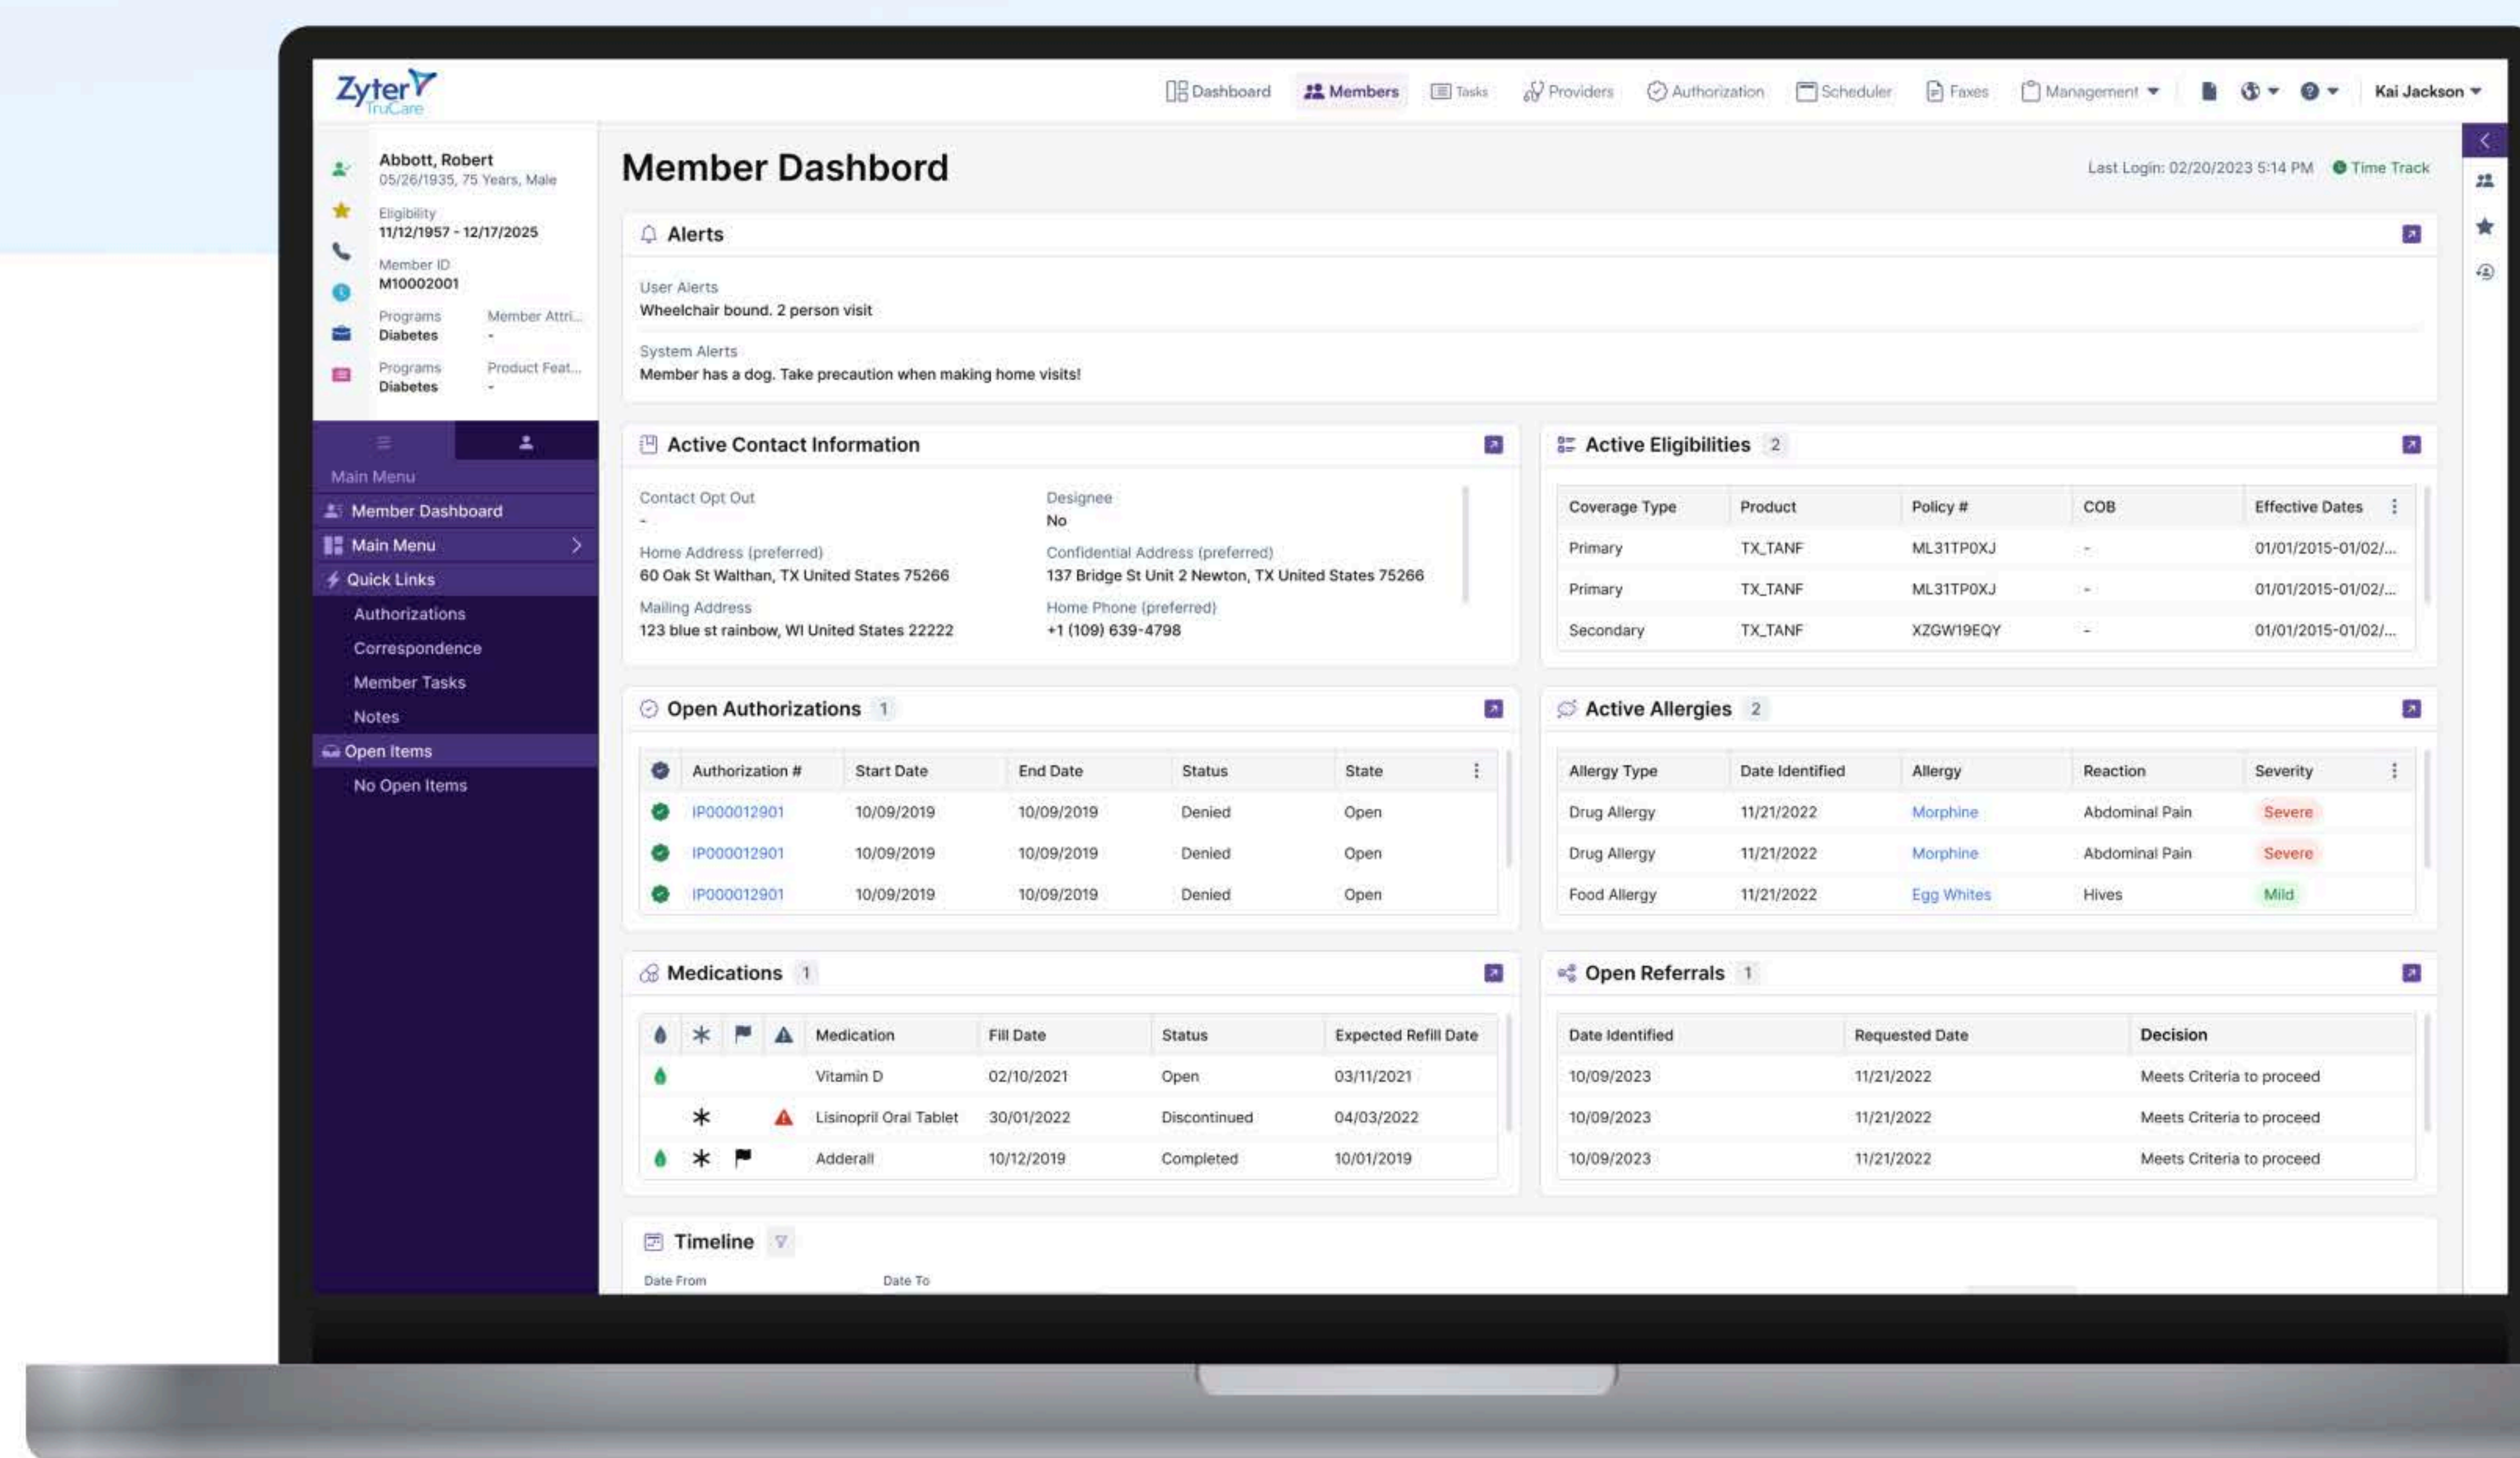 Zyter
TruCare
Dashboard Members Tasks Providers Authorization Scheduler Faxes Management Kai Jackson
Abbott, Robert
05/26/1935, 75 Years, Male
Eligibility
11/12/1957 - 12/17/2025
Member ID
M10002001
Programs Member Attri...
Diabetes -
Programs Product Feat...
Diabetes -
Main Menu
Member Dashboard
Main Menu
Quick Links
Authorizations
Correspondence
Member Tasks
Notes
Open Items
No Open Items
Member Dashbord
Last Login: 02/20/2023 5:14 PM Time Track
Alerts
User Alerts
Wheelchair bound. 2 person visit
System Alerts
Member has a dog. Take precaution when making home visits!
Active Contact Information
Contact Opt Out Designee
- No
Home Address (preferred) Confidential Address (preferred)
60 Oak St Walthan, TX United States 75266 137 Bridge St Unit 2 Newton, TX United States 75266
Mailing Address Home Phone (preferred)
123 blue st rainbow, WI United States 22222 +1 (109) 639-4798
Active Eligibilities 2
Coverage Type Product Policy # COB Effective Dates
Primary TX_TANF ML31TP0XJ - 01/01/2015-01/02/...
Primary TX_TANF ML31TP0XJ - 01/01/2015-01/02/...
Secondary TX_TANF XZGW19EQY - 01/01/2015-01/02/...
Open Authorizations 1
Authorization # Start Date End Date Status State
IP000012901 10/09/2019 10/09/2019 Denied Open
IP000012901 10/09/2019 10/09/2019 Denied Open
IP000012901 10/09/2019 10/09/2019 Denied Open
Active Allergies 2
Allergy Type Date Identified Allergy Reaction Severity
Drug Allergy 11/21/2022 Morphine Abdominal Pain Severe
Drug Allergy 11/21/2022 Morphine Abdominal Pain Severe
Food Allergy 11/21/2022 Egg Whites Hives Mild
Medications 1
Medication Fill Date Status Expected Refill Date
Vitamin D 02/10/2021 Open 03/11/2021
Lisinopril Oral Tablet 30/01/2022 Discontinued 04/03/2022
Adderall 10/12/2019 Completed 10/01/2019
Open Referrals 1
Date Identified Requested Date Decision
10/09/2023 11/21/2022 Meets Criteria to proceed
10/09/2023 11/21/2022 Meets Criteria to proceed
10/09/2023 11/21/2022 Meets Criteria to proceed
Timeline
Date From Date To